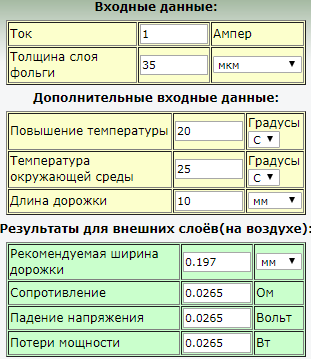 Входные данные:
Ток 1 Ампер
Толщина слоя
фольги 35 мкм
Дополнительные входные данные:
Повышение температуры 20 Градусы
C
Температура
окружающей среды 25 Градусы
C
Длина дорожки 10 мм
Результаты для внешних слоёв(на воздухе):
Рекомендуемая ширина
дорожки 0.197 мм
Сопротивление 0.0265 Ом
Падение напряжения 0.0265 Вольт
Потери мощности 0.0265 Вт